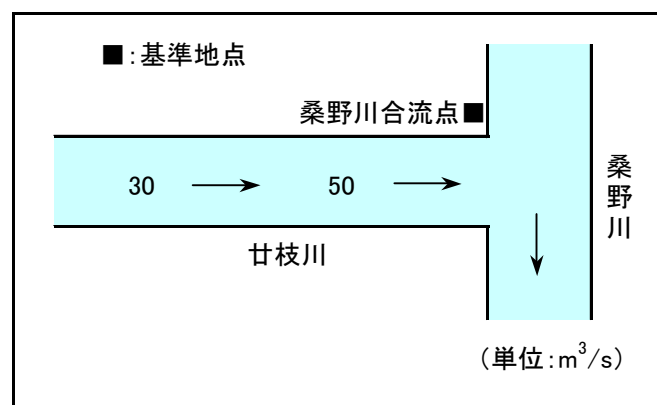 ■：基準地点
桑野川合流点■
30 → 50 →
桑野川
廿枝川
（単位：m³/s）